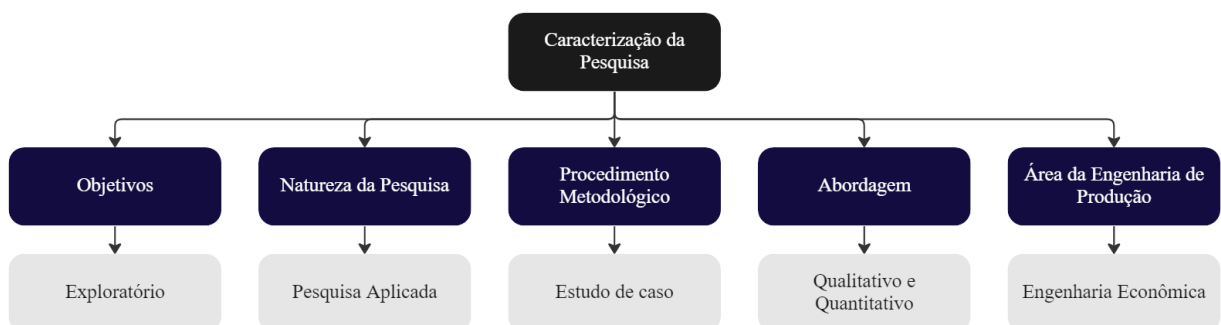 Caracterização da
Pesquisa
Objetivos
Natureza da Pesquisa
Procedimento
Metodológico
Abordagem
Área da Engenharia de
Produção
Exploratório
Pesquisa Aplicada
Estudo de caso
Qualitativo e
Quantitativo
Engenharia Econômica